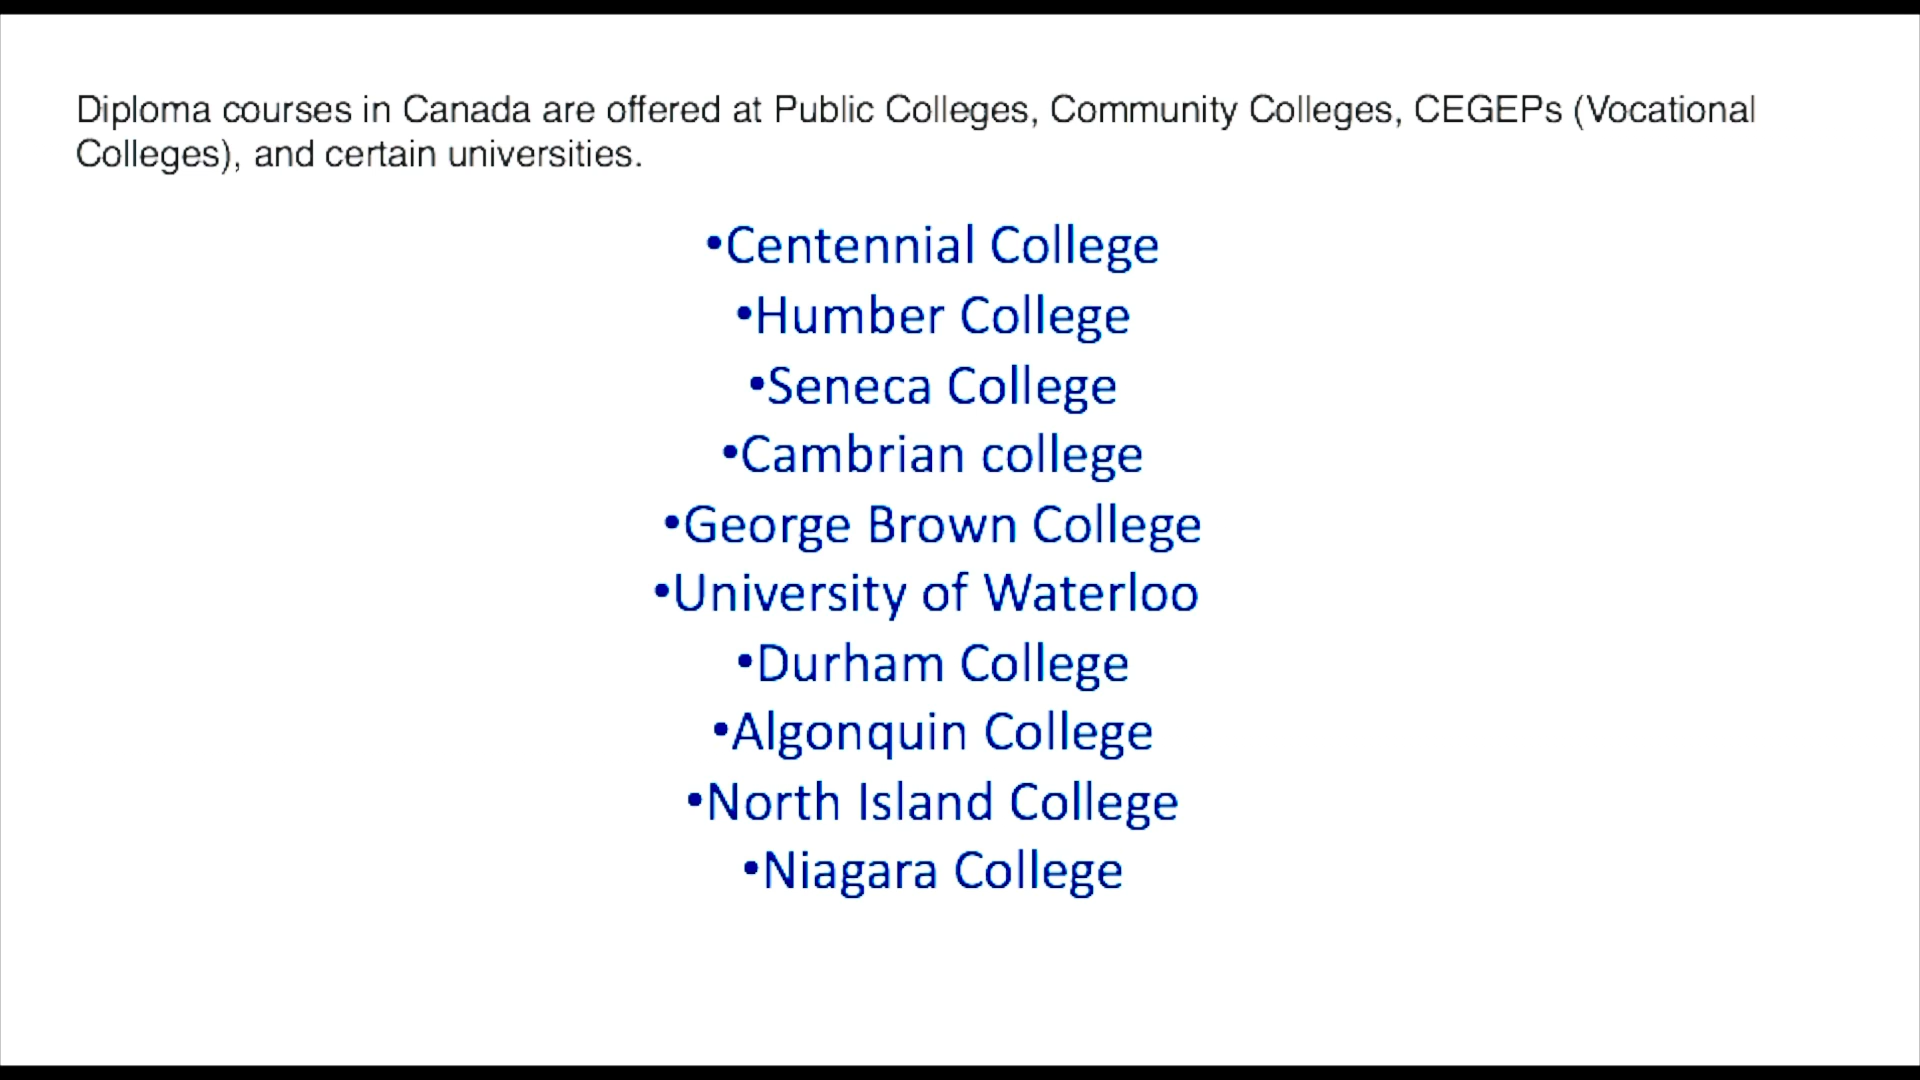 Diploma courses in Canada are offered at Public Colleges, Community Colleges, CEGEPs (Vocational
Colleges), and certain universities.
•Centennial College
•Humber College
•Seneca College
•Cambrian college
•George Brown College
•University of Waterloo
•Durham College
•Algonquin College
•North Island College
•Niagara College